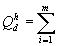 Q_d^h = \sum_{i=1}^{m}